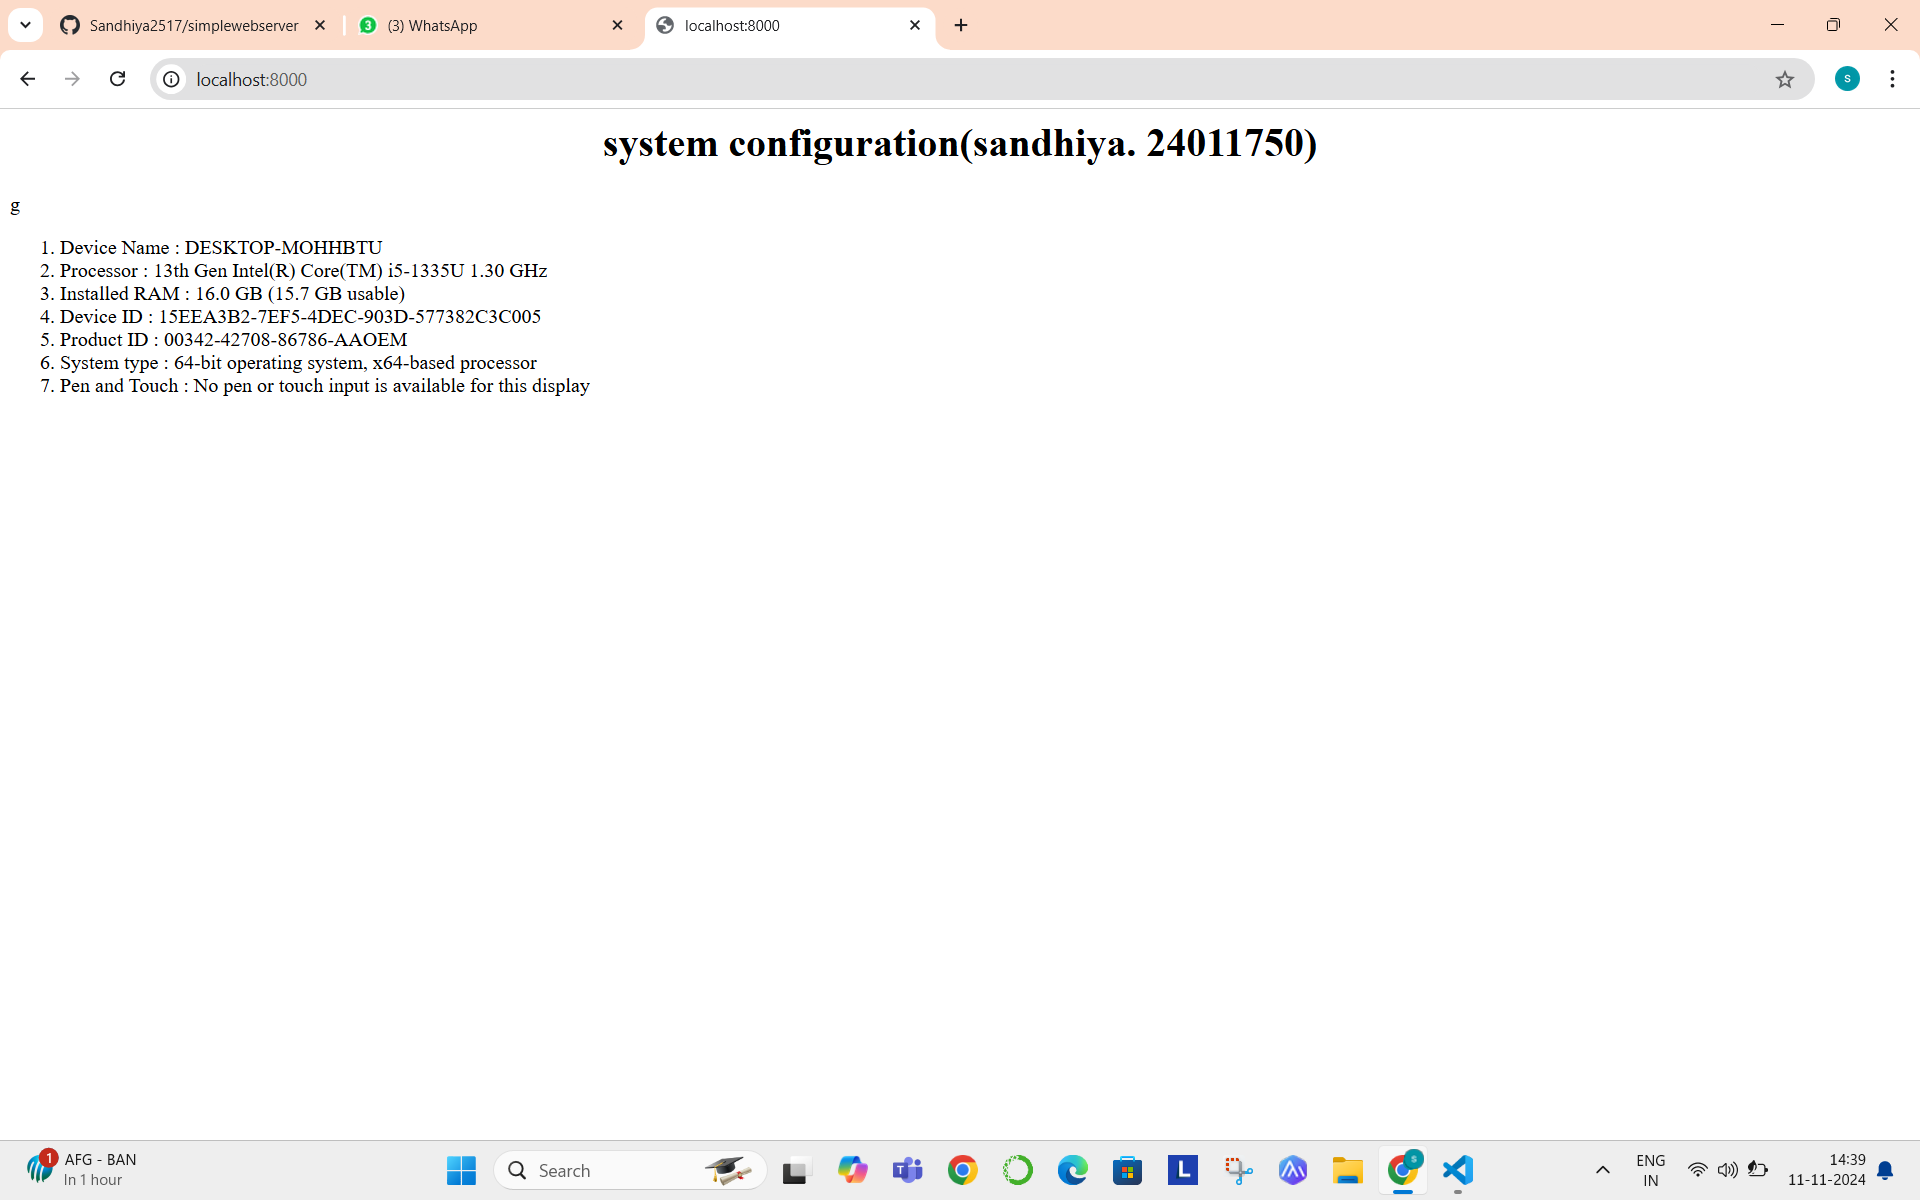 Sandhiya2517/simplewebserver
3
(3) WhatsApp
localhost:8000
localhost:8000
s
system configuration(sandhiya. 24011750)
g
1. Device Name : DESKTOP-MOHHBTU
2. Processor : 13th Gen Intel(R) Core(TM) i5-1335U 1.30 GHz
3. Installed RAM : 16.0 GB (15.7 GB usable)
4. Device ID : 15EEA3B2-7EF5-4DEC-903D-577382C3C005
5. Product ID : 00342-42708-86786-AAOEM
6. System type : 64-bit operating system, x64-based processor
7. Pen and Touch : No pen or touch input is available for this display
1
AFG - BAN
In 1 hour
Search
T
L
s
ENG
IN
14:39
11-11-2024